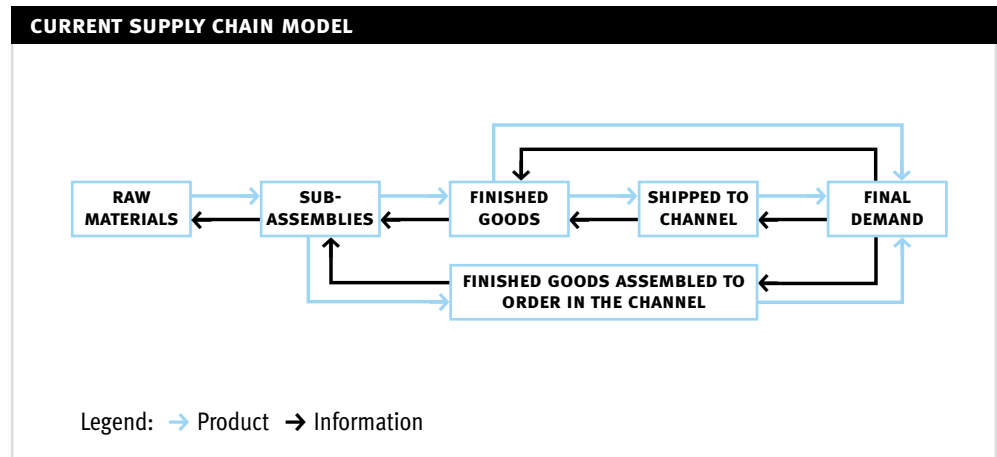 CURRENT SUPPLY CHAIN MODEL
RAW
MATERIALS
SUB-
ASSEMBLIES
FINISHED
GOODS
SHIPPED TO
CHANNEL
FINAL
DEMAND
FINISHED GOODS ASSEMBLED TO
ORDER IN THE CHANNEL
Legend: → Product → Information